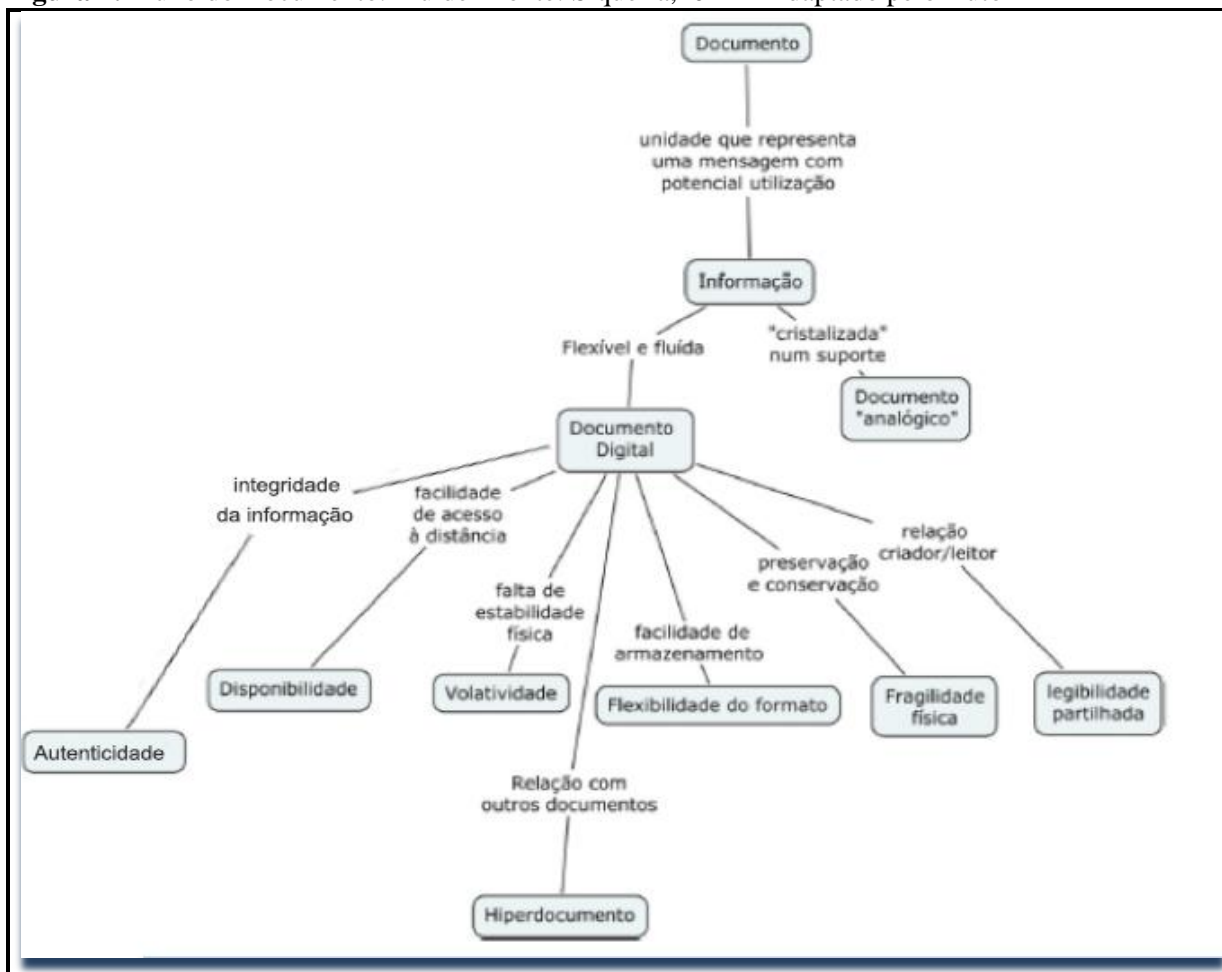 Documento
unidade que representa
uma mensagem com
potencial utilização
Informação
Flexível e fluída
"cristalizada"
num suporte
Documento
"analógico"
Documento
Digital
integridade
da informação
facilidade
de acesso
à distância
falta de
estabilidade
física
facilidade de
armazenamento
preservação
e conservação
relação
criador/leitor
Autenticidade
Disponibilidade
Volatividade
Flexibilidade do formato
Fragilidade
física
legibilidade
partilhada
Relação com
outros documentos
Hiperdocumento